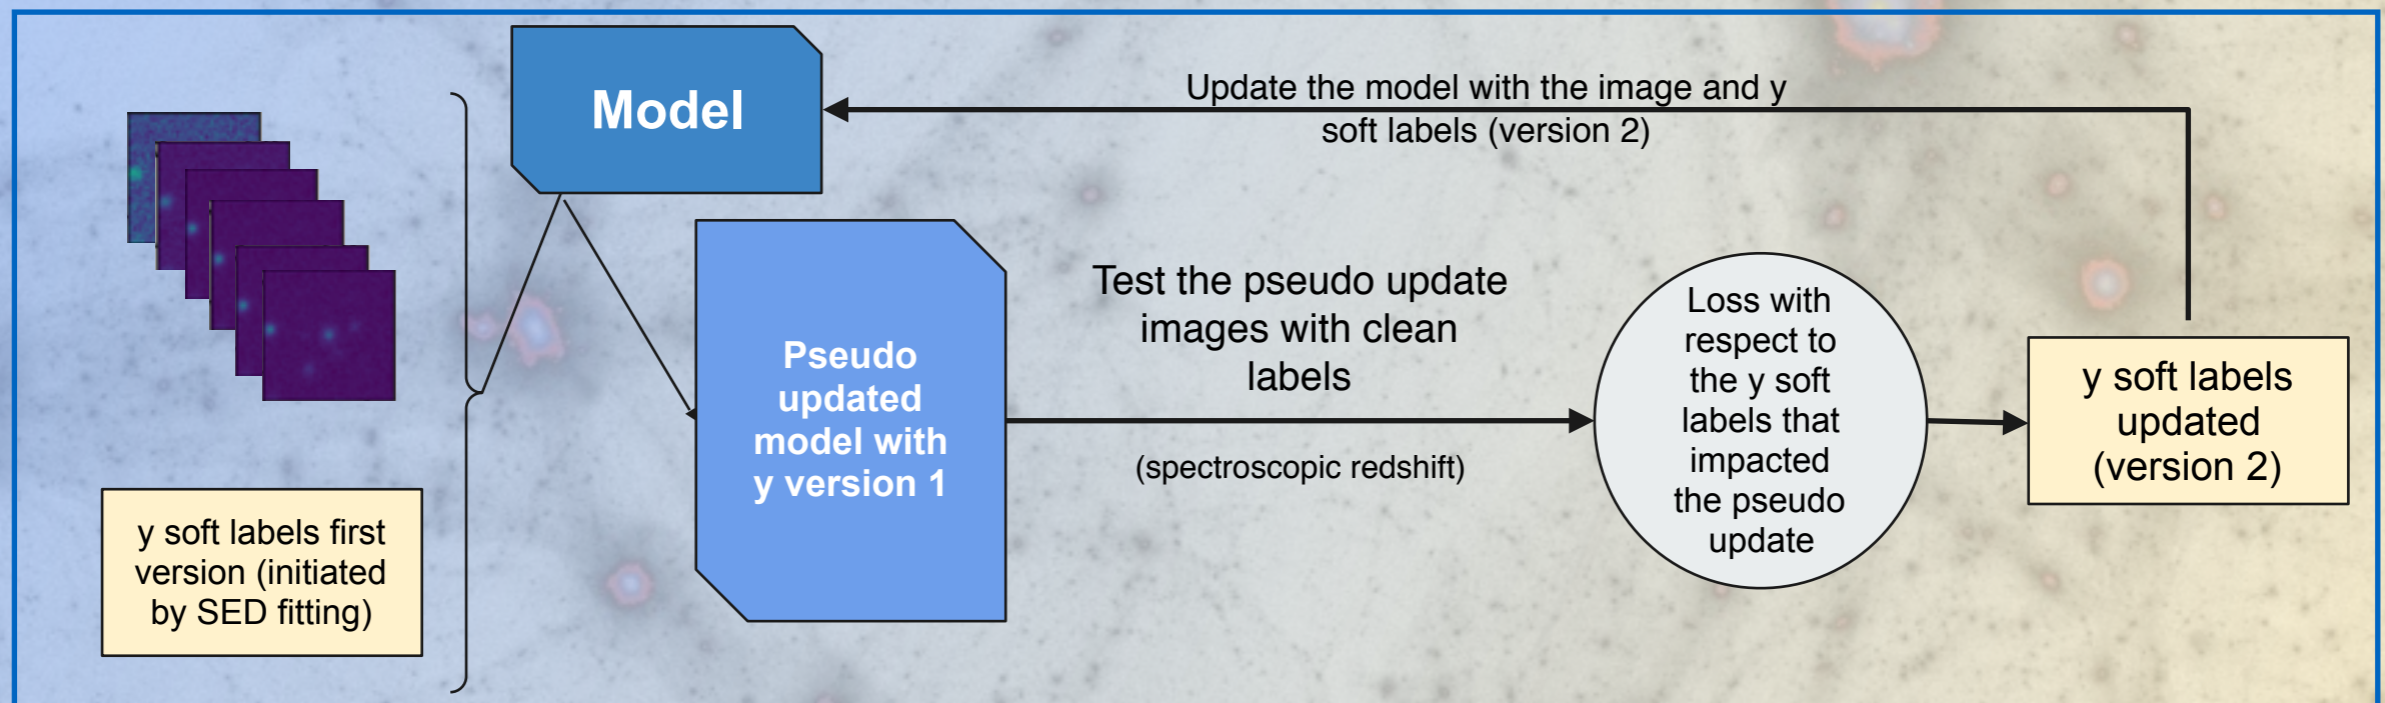 Model
Update the model with the image and y
soft labels (version 2)
y soft labels first
version (initiated
by SED fitting)
Pseudo
updated
model with
y version 1
Test the pseudo update
images with clean
labels
(spectroscopic redshift)
Loss with
respect to
the y soft
labels that
impacted
the pseudo
update
y soft labels
updated
(version 2)